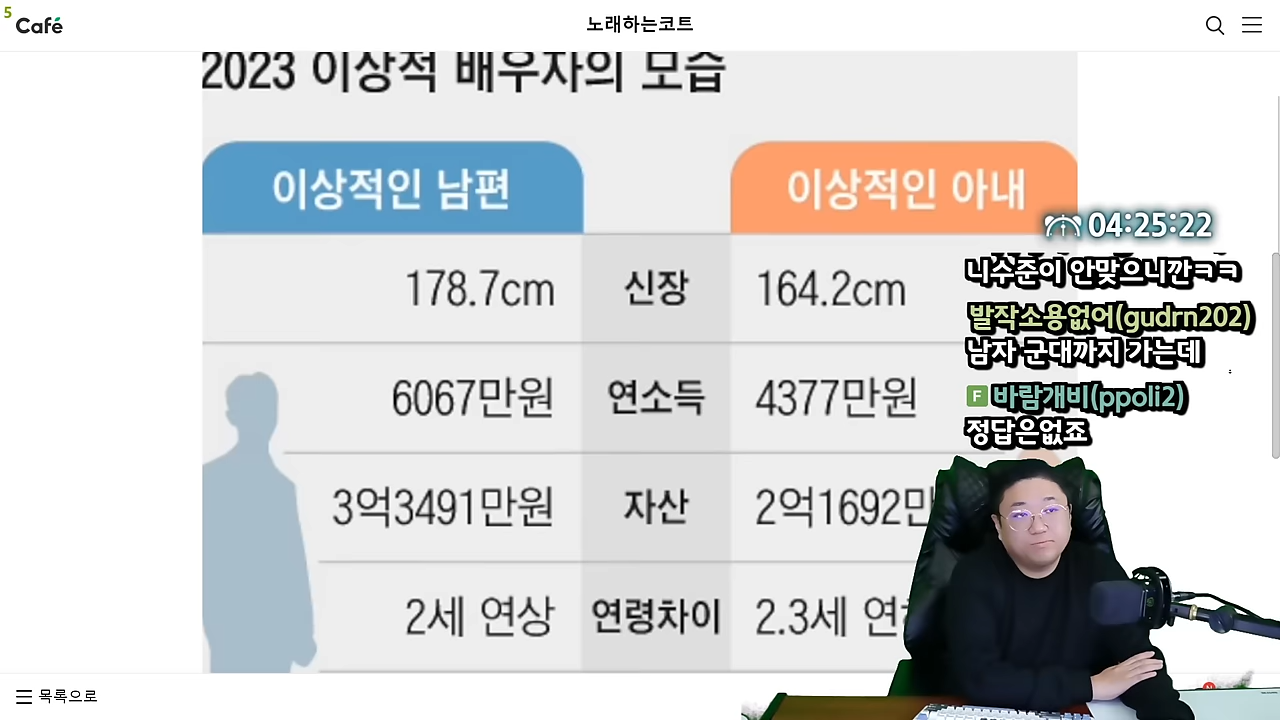 5
Café
노래하는코트
2023 이상적 배우자의 모습
이상적인 남편
이상적인 아내
04:25:22
178.7cm 신장 164.2cm
니수준이 안맞으니깐ㅋㅋ
발작소용없어(gudrn202)
남자 군대까지 가는데
6067만원 연소득 4377만원
F 바람개비(ppoli2)
정답은없죠
3억3491만원 자산 2억1692만
2세 연상 연령차이 2.3세
목록으로